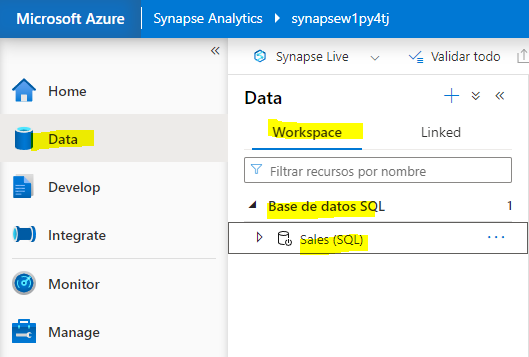 Microsoft Azure Synapse Analytics synapsew1py4tj
Home
Data
Develop
Integrate
Monitor
Manage
Synapse Live Validar todo
Data
Workspace Linked
Filtrar recursos por nombre
Base de datos SQL 1
Sales (SQL)